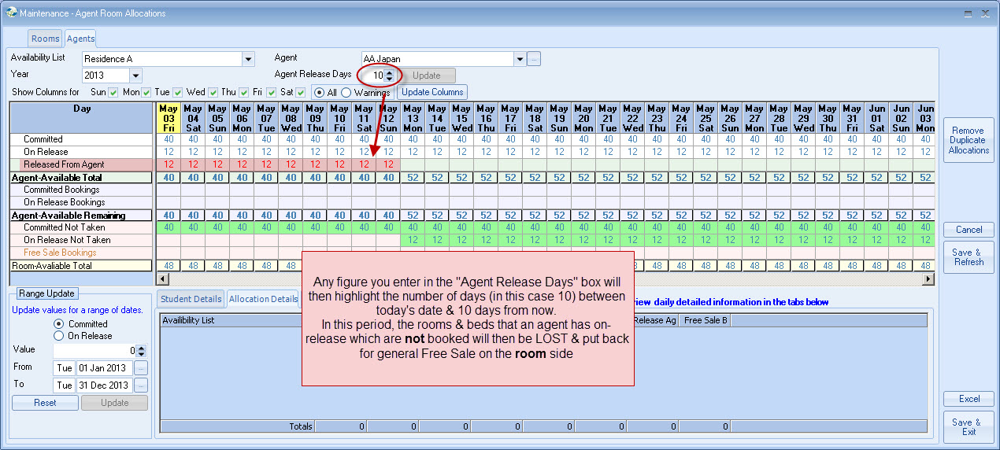 Maintenance - Agent Room Allocations
Rooms Agents
Availability List Residence A Agent AA Japan ...
Year 2013 Agent Release Days 10 Update
Show Columns for Sun Mon Tue Wed Thu Fri Sat All Warnings Update Columns
Day May May May May May May May May May May May May May May May May May May May May May May May May May May May May May Jun Jun Jun
03 04 05 06 07 08 09 10 11 12 13 14 15 16 17 18 19 20 21 22 23 24 25 27 28 29 30 31 01 02 03
Fri Sat Sun Mon Tue Wed Thu Fri Sat Sun Mon Tue Wed Thu Fri Sat Sun Mon Tue Wed Thu Fri Sat Mon Tue Wed Thu Fri Sat Sun Mon
Committed 40 40 40 40 40 40 40 40 40 40 40 40 40 40 40 40 40 40 40 40 40 40 40 40 40 40 40 40 40 40 40 40
On Release 12 12 12 12 12 12 12 12 12 12 12 12 12 12 12 12 12 12 12 12 12 12 12 12 12 12 12 12 12 12 12 12
Released From Agent 12 12 12 12 12 12 12 12 12 12
Agent-Available Total 40 40 40 40 40 40 40 40 40 40 52 52 52 52 52 52 52 52 52 52 52 52 52 52 52 52 52 52 52 52 52 52
Committed Bookings
On Release Bookings
Agent-Available Remaining 40 40 40 40 40 40 40 40 40 40 52 52 52 52 52 52 52 52 52 52 52 52 52 52 52 52 52 52 52 52 52 52
Committed Not Taken 40 40 40 40 40 40 40 40 40 40 40 40 40 40 40 40 40 40 40 40 40 40 40 40 40 40 40 40 40 40 40 40
On Release Not Taken 12 12 12 12 12 12 12 12 12 12 12 12 12 12 12 12 12 12 12 12 12 12
Free Sale Bookings
Room-Avaliable Total 48 48 48 48 48 48 48 48 48 48 48 48 48 48 48 48 48 48
Any figure you enter in the "Agent Release Days" box will
then highlight the number of days (in this case 10) between
today's date & 10 days from now.
In this period, the rooms & beds that an agent has on-
release which are not booked will then be LOST & put back
for general Free Sale on the room side
Range Update
Update values for a range of dates.
Committed
On Release
Value 0
From Tue 01 Jan 2013 ...
To Tue 31 Dec 2013 ...
Reset Update
Student Details Allocation Details view daily detailed information in the tabs below
Availibility List Release Ag Free Sale B
Totals 0 0 0 0 0 0 0 0
Remove
Duplicate
Allocations
Cancel
Save &
Refresh
Excel
Save &
Exit